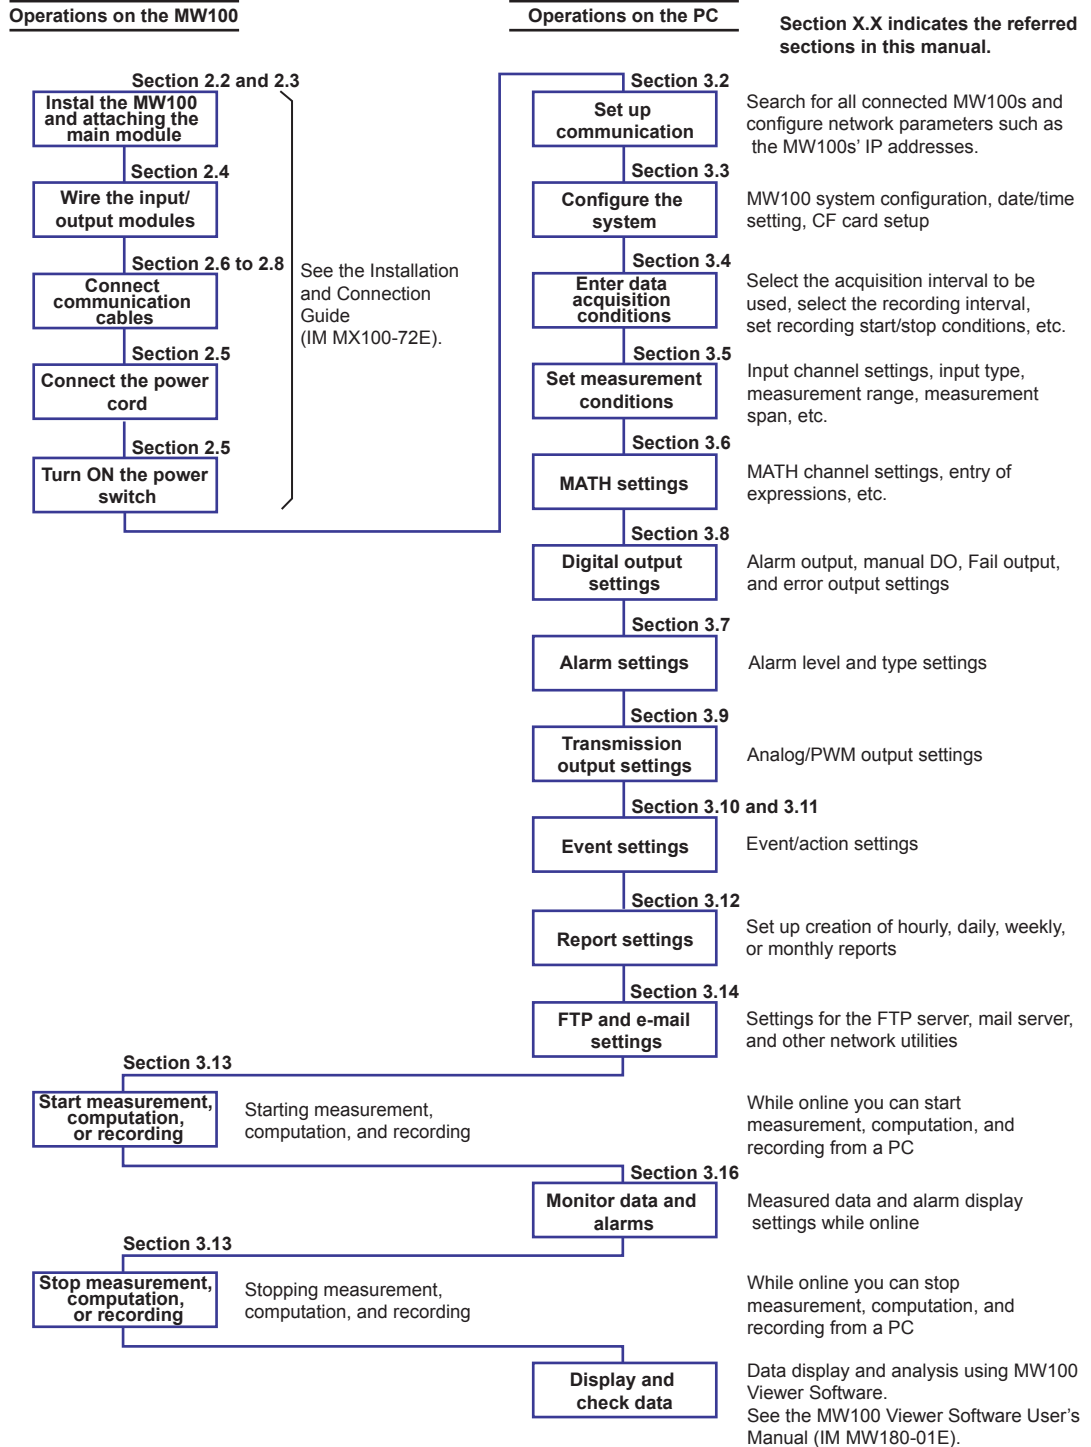 Operations on the MW100
Operations on the PC
Section X.X indicates the referred
sections in this manual.
Section 2.2 and 2.3
Instal the MW100
and attaching the
main module
Section 2.4
Wire the input/
output modules
Section 2.6 to 2.8
Connect
communication
cables
Section 2.5
Connect the power
cord
Section 2.5
Turn ON the power
switch
See the Installation
and Connection
Guide
(IM MX100-72E).
Section 3.2
Set up
communication
Search for all connected MW100s and
configure network parameters such as
the MW100s' IP addresses.
Section 3.3
Configure the
system
MW100 system configuration, date/time
setting, CF card setup
Section 3.4
Enter data
acquisition
conditions
Select the acquisition interval to be
used, select the recording interval,
set recording start/stop conditions, etc.
Section 3.5
Set measurement
conditions
Input channel settings, input type,
measurement range, measurement
span, etc.
Section 3.6
MATH settings
MATH channel settings, entry of
expressions, etc.
Section 3.8
Digital output
settings
Alarm output, manual DO, Fail output,
and error output settings
Section 3.7
Alarm settings
Alarm level and type settings
Section 3.9
Transmission
output settings
Analog/PWM output settings
Section 3.10 and 3.11
Event settings
Event/action settings
Section 3.12
Report settings
Set up creation of hourly, daily, weekly,
or monthly reports
Section 3.14
FTP and e-mail
settings
Settings for the FTP server, mail server,
and other network utilities
Section 3.13
Start measurement,
computation,
or recording
Starting measurement,
computation, and recording
While online you can start
measurement, computation, and
recording from a PC
Section 3.16
Monitor data and
alarms
Measured data and alarm display
settings while online
Section 3.13
Stop measurement,
computation,
or recording
Stopping measurement,
computation, and recording
While online you can stop
measurement, computation, and
recording from a PC
Display and
check data
Data display and analysis using MW100
Viewer Software.
See the MW100 Viewer Software User's
Manual (IM MW180-01E).